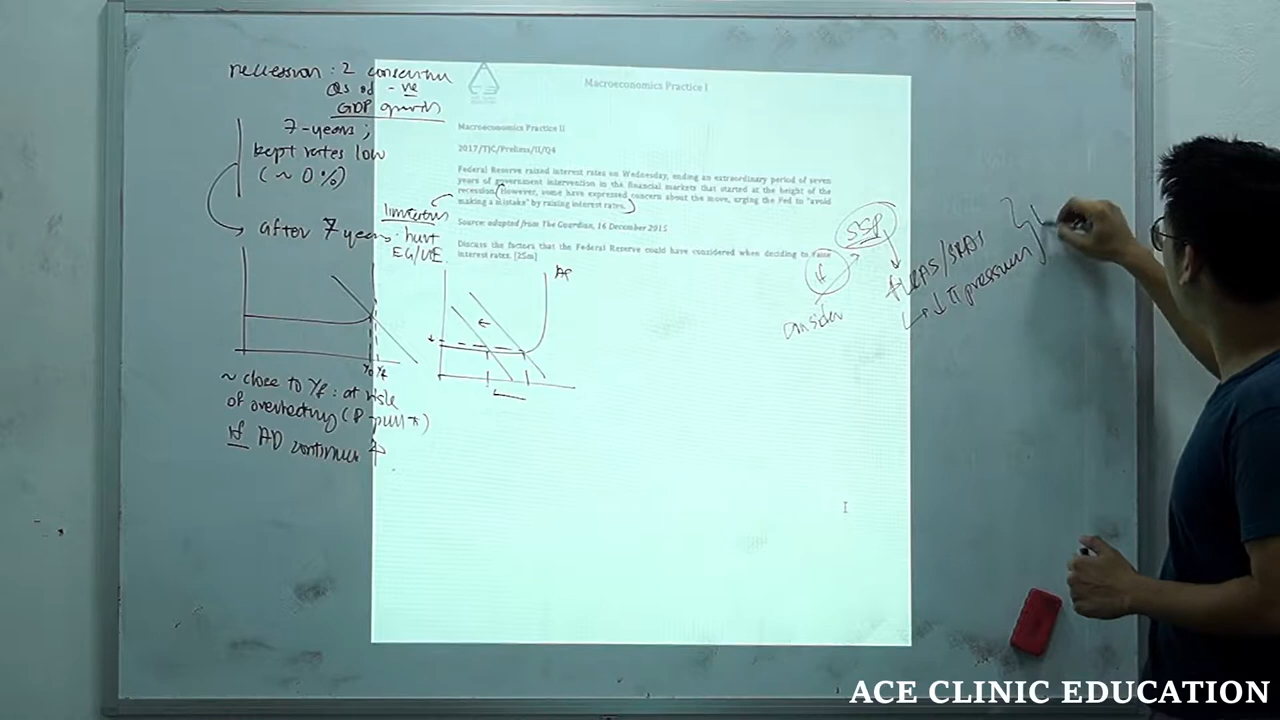 recession : 2 consecutive
Qs of -ve
GDP growth
7-years ;
kept rates low
(~ 0%)
after 7 years
limitations
: hurt
EG/UE
Macroeconomics Practice I
Macroeconomics Practice II
2017/TJC/Prelims/II/Q4
Federal Reserve raised interest rates on Wednesday, ending an extraordinary period of seven
years of government intervention in the financial markets that started at the height of the
recession. However, some have expressed concern about the move, urging the Fed to "avoid
making a mistake" by raising interest rates.
Source: adapted from The Guardian, 16 December 2015
Discuss the factors that the Federal Reserve could have considered when deciding to raise
interest rates. [25m]
AS
Y0 Yf
~ close to Yf : at risk
of overheating (
if AD continues ↑
SSP
if
consider
↑LRAS/SRAS
↳ ↓ π pressure
ACE CLINIC EDUCATION